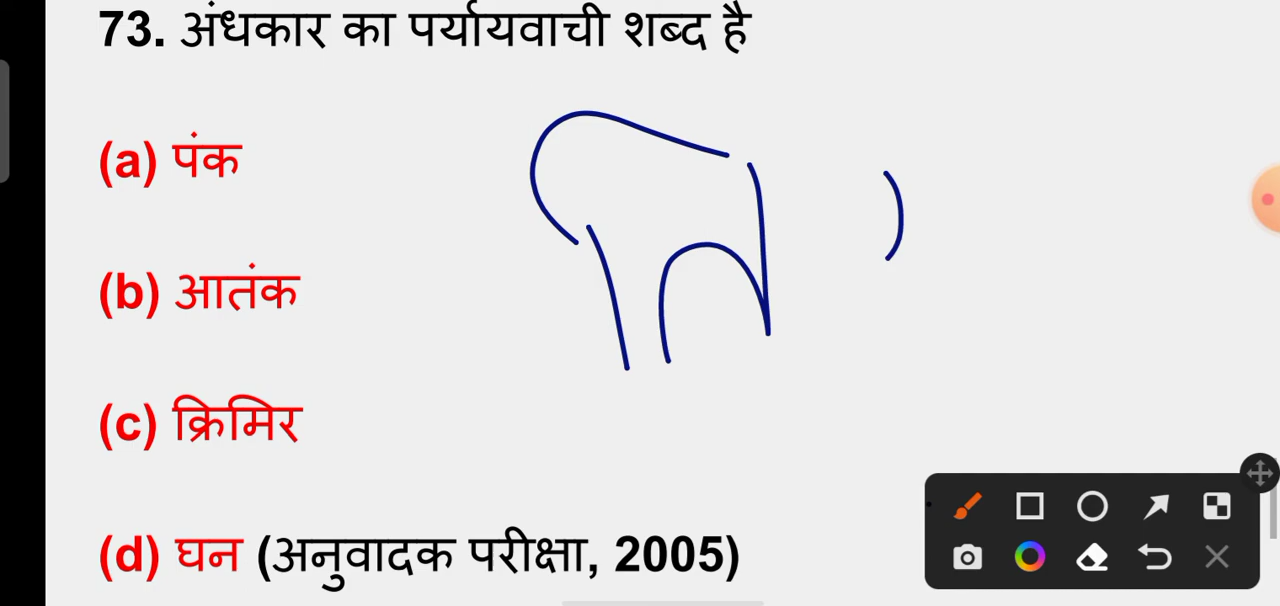 73. अंधकार का पर्यायवाची शब्द है
(a) पंक
(b) आतंक
(c) क्रिमिर
(d) घन (अनुवादक परीक्षा, 2005)